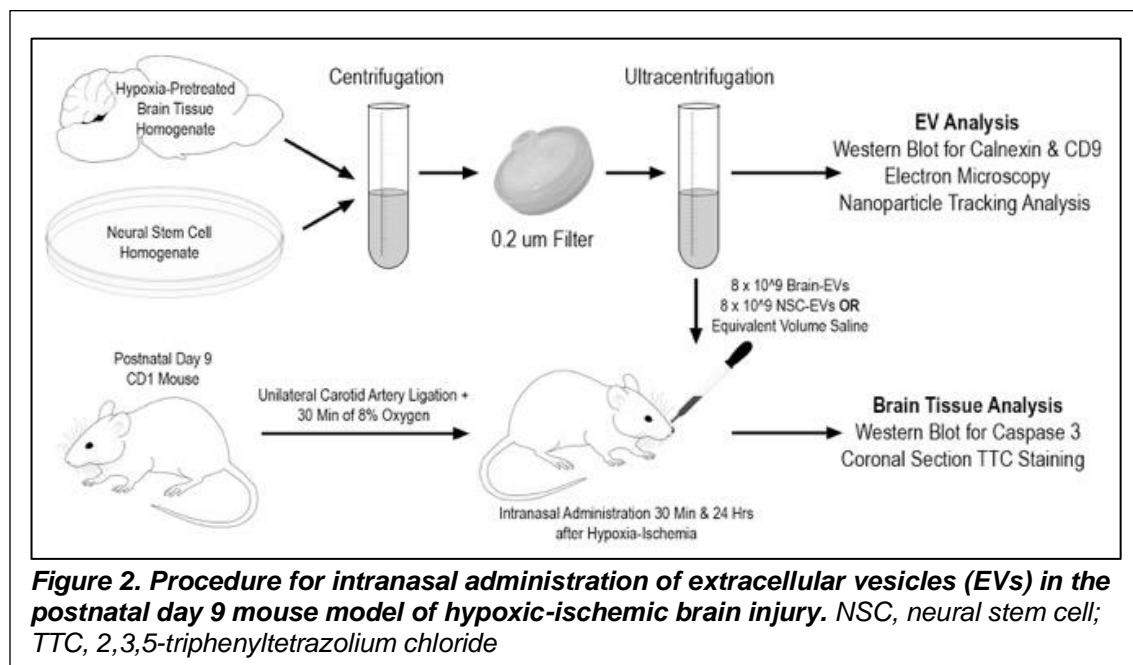 Hypoxia-Pretreated
Brain Tissue
Homogenate
Neural Stem Cell
Homogenate
Centrifugation
0.2 um Filter
Ultracentrifugation
EV Analysis
Western Blot for Calnexin & CD9
Electron Microscopy
Nanoparticle Tracking Analysis
8 x 10^9 Brain-EVs
8 x 10^9 NSC-EVs OR
Equivalent Volume Saline
Postnatal Day 9
CD1 Mouse
Unilateral Carotid Artery Ligation +
30 Min of 8% Oxygen
Intranasal Administration 30 Min & 24 Hrs
after Hypoxia-Ischemia
Brain Tissue Analysis
Western Blot for Caspase 3
Coronal Section TTC Staining
Figure 2. Procedure for intranasal administration of extracellular vesicles (EVs) in the
postnatal day 9 mouse model of hypoxic-ischemic brain injury. NSC, neural stem cell;
TTC, 2,3,5-triphenyltetrazolium chloride